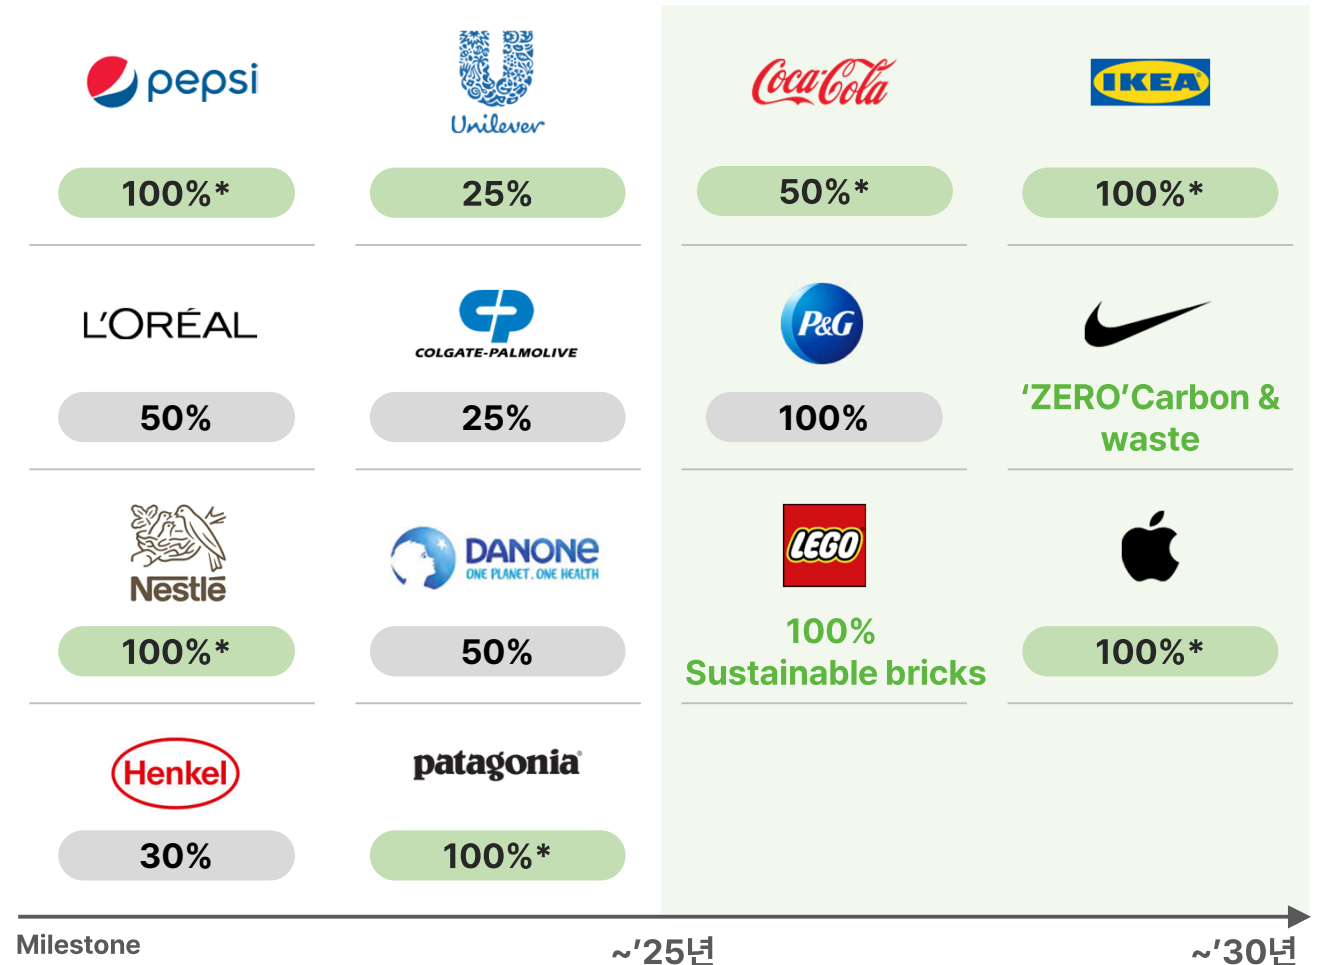 pepsi
Unilever
Coca-Cola
IKEA®
100%*
25%
50%*
100%*
L'ORÉAL
COLGATE-PALMOLIVE
P&G
50%
25%
100%
‘ZERO’Carbon &
waste
Nestlé
DANONE
ONE PLANET. ONE HEALTH
LEGO
100%*
50%
100%
Sustainable bricks
100%*
Henkel
patagonia®
30%
100%*
Milestone
~’25년
~’30년